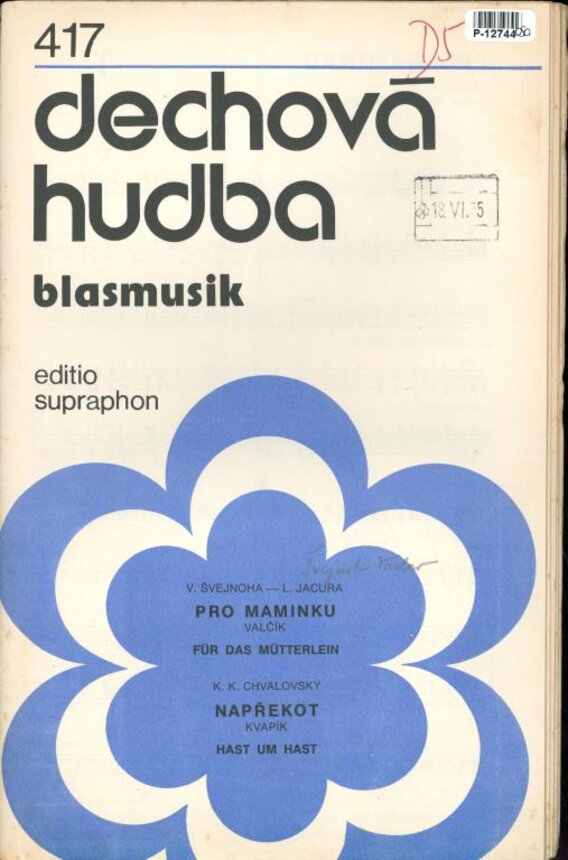 417
D5
P-12744
dechová
hudba
18. VI. 75
blasmusik
editio
supraphon
V. ŠVEJNOHA — L. JACURA
PRO MAMINKU
VALČÍK
FÜR DAS MÜTTERLEIN
K. K. CHVALOVSKÝ
NAPŘEKOT
KVAPÍK
HAST UM HAST